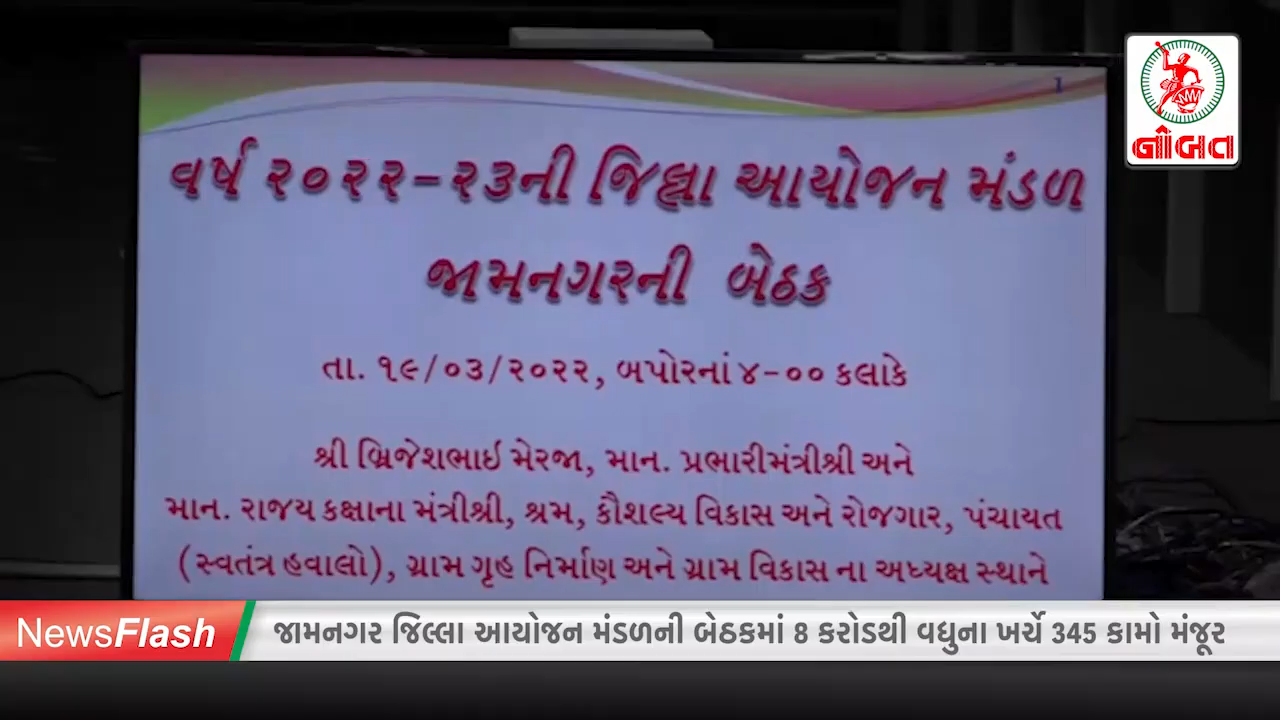 1
નોબત
વર્ષ ૨૦૨૨-૨૩ની જિલ્લા આયોજન મંડળ
જામનગરની બેઠક
તા. ૧૯/૦૩/૨૦૨૨, બપોરનાં ૪-૦૦ કલાકે
શ્રી બ્રિજેશભાઇ મેરજા, માન. પ્રભારીમંત્રીશ્રી અને
માન. રાજય કક્ષાના મંત્રીશ્રી, શ્રમ, કૌશલ્ય વિકાસ અને રોજગાર, પંચાયત
(સ્વતંત્ર હવાલો), ગ્રામ ગૃહ નિર્માણ અને ગ્રામ વિકાસ ના અધ્યક્ષ સ્થાને
NewsFlash જામનગર જિલ્લા આયોજન મંડળની બેઠકમાં 8 કરોડથી વધુના ખર્ચે 345 કામો મંજૂર